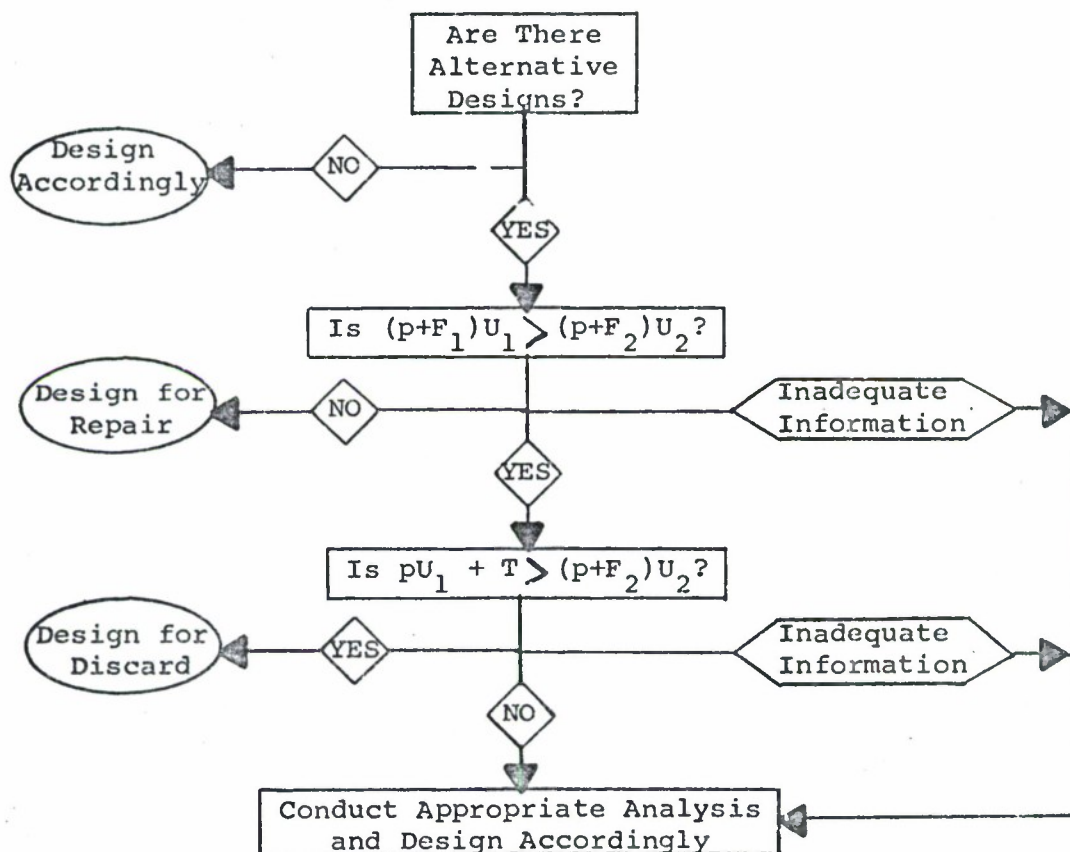 Are There
Alternative
Designs?
Design
Accordingly
NO
YES
Is (p+F₁)U₁ > (p+F₂)U₂?
Design for
Repair
NO
Inadequate
Information
YES
Is pU₁ + T > (p+F₂)U₂?
Design for
Discard
YES
Inadequate
Information
NO
Conduct Appropriate Analysis
and Design Accordingly